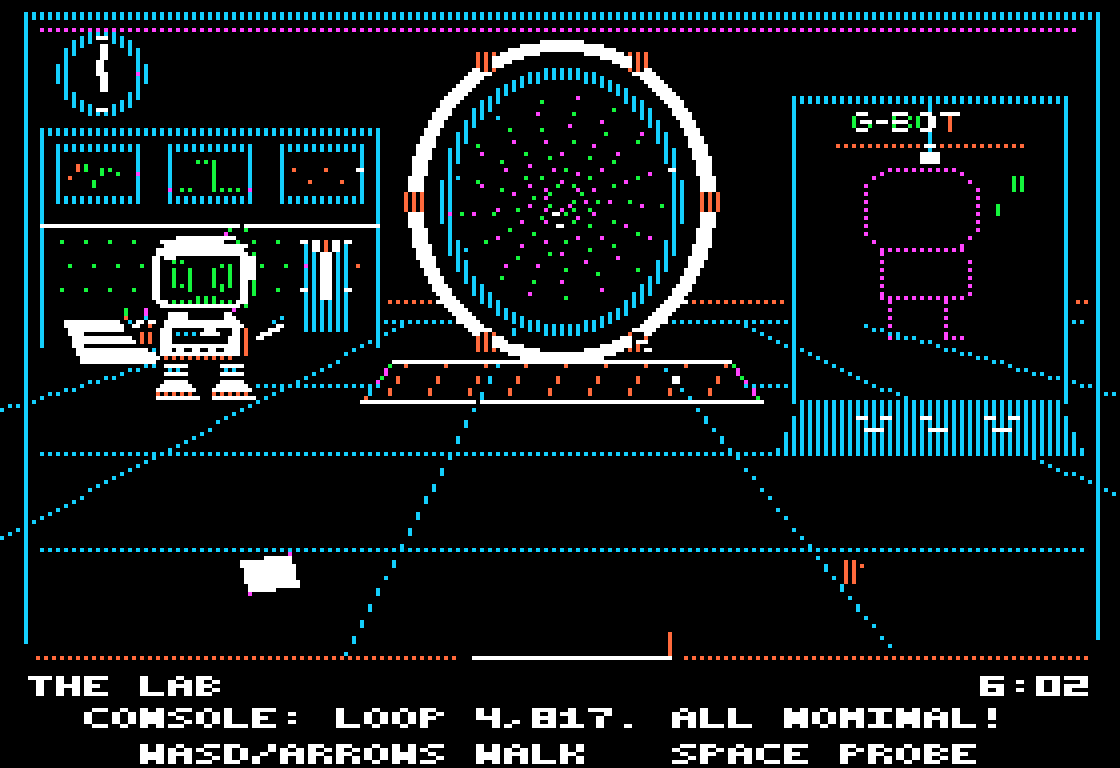 G-BOT
THE LAB 6:02
CONSOLE: LOOP 4,817. ALL NOMINAL!
WASD/ARROWS WALK SPACE PROBE